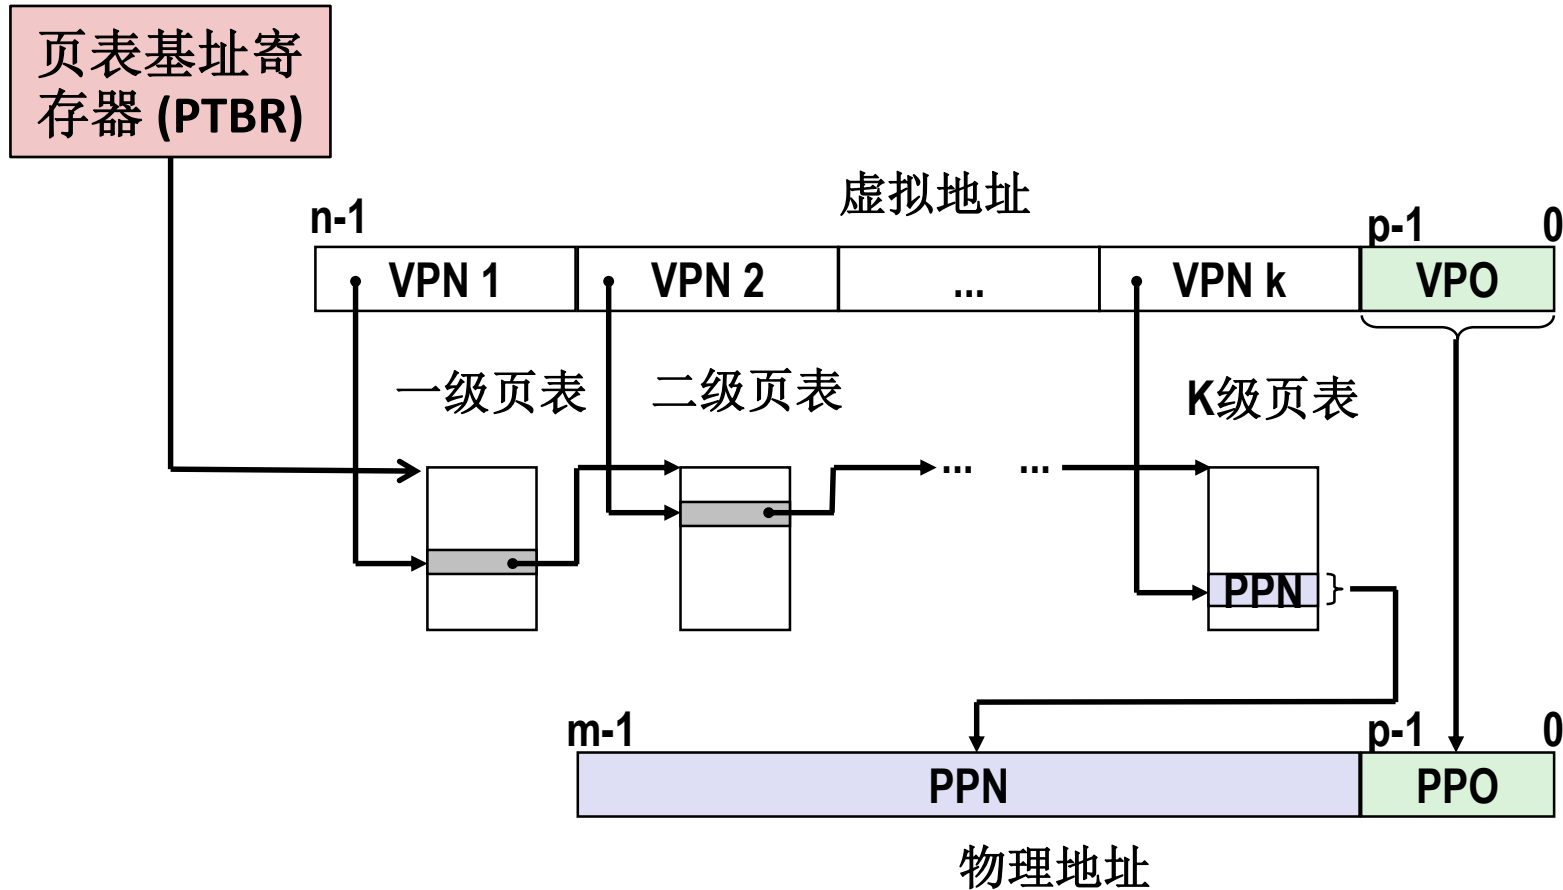 页表基址寄
存器 (PTBR)
虚拟地址
n-1
p-1
0
VPN 1
VPN 2
...
VPN k
VPO
一级页表
二级页表
K级页表
...
...
PPN
m-1
p-1
0
PPN
PPO
物理地址